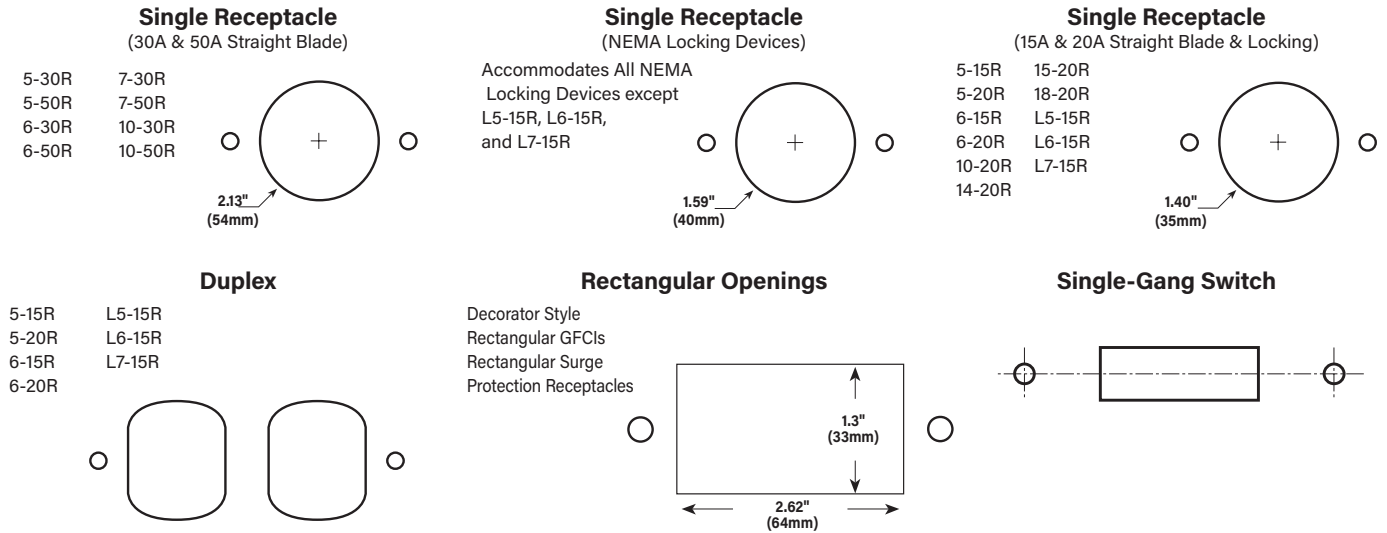 Single Receptacle
(30A & 50A Straight Blade)
5-30R 7-30R
5-50R 7-50R
6-30R 10-30R
6-50R 10-50R
2.13"
(54mm)
Single Receptacle
(NEMA Locking Devices)
Accommodates All NEMA
Locking Devices except
L5-15R, L6-15R,
and L7-15R
1.59"
(40mm)
Single Receptacle
(15A & 20A Straight Blade & Locking)
5-15R 15-20R
5-20R 18-20R
6-15R L5-15R
6-20R L6-15R
10-20R L7-15R
14-20R
1.40"
(35mm)
Duplex
5-15R L5-15R
5-20R L6-15R
6-15R L7-15R
6-20R
Rectangular Openings
Decorator Style
Rectangular GFCIs
Rectangular Surge
Protection Receptacles
1.3"
(33mm)
2.62"
(64mm)
Single-Gang Switch